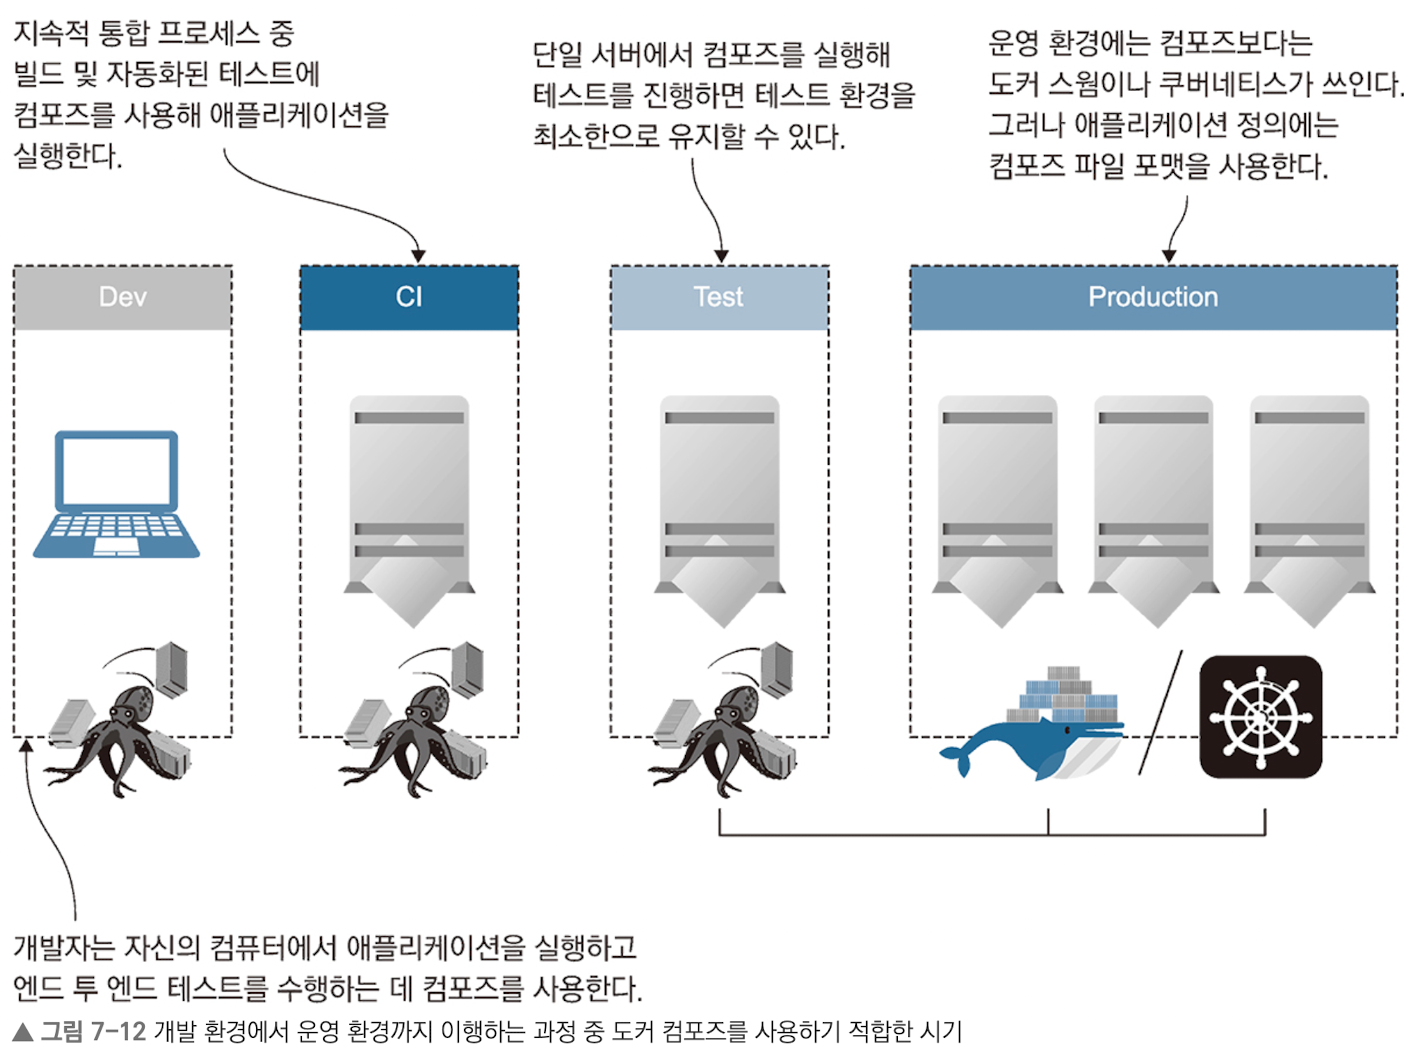 지속적 통합 프로세스 중
빌드 및 자동화된 테스트에
컴포즈를 사용해 애플리케이션을
실행한다.
단일 서버에서 컴포즈를 실행해
테스트를 진행하면 테스트 환경을
최소한으로 유지할 수 있다.
운영 환경에는 컴포즈보다는
도커 스웜이나 쿠버네티스가 쓰인다.
그러나 애플리케이션 정의에는
컴포즈 파일 포맷을 사용한다.
Dev
CI
Test
Production
개발자는 자신의 컴퓨터에서 애플리케이션을 실행하고
엔드 투 엔드 테스트를 수행하는 데 컴포즈를 사용한다.
▲ 그림 7-12 개발 환경에서 운영 환경까지 이행하는 과정 중 도커 컴포즈를 사용하기 적합한 시기